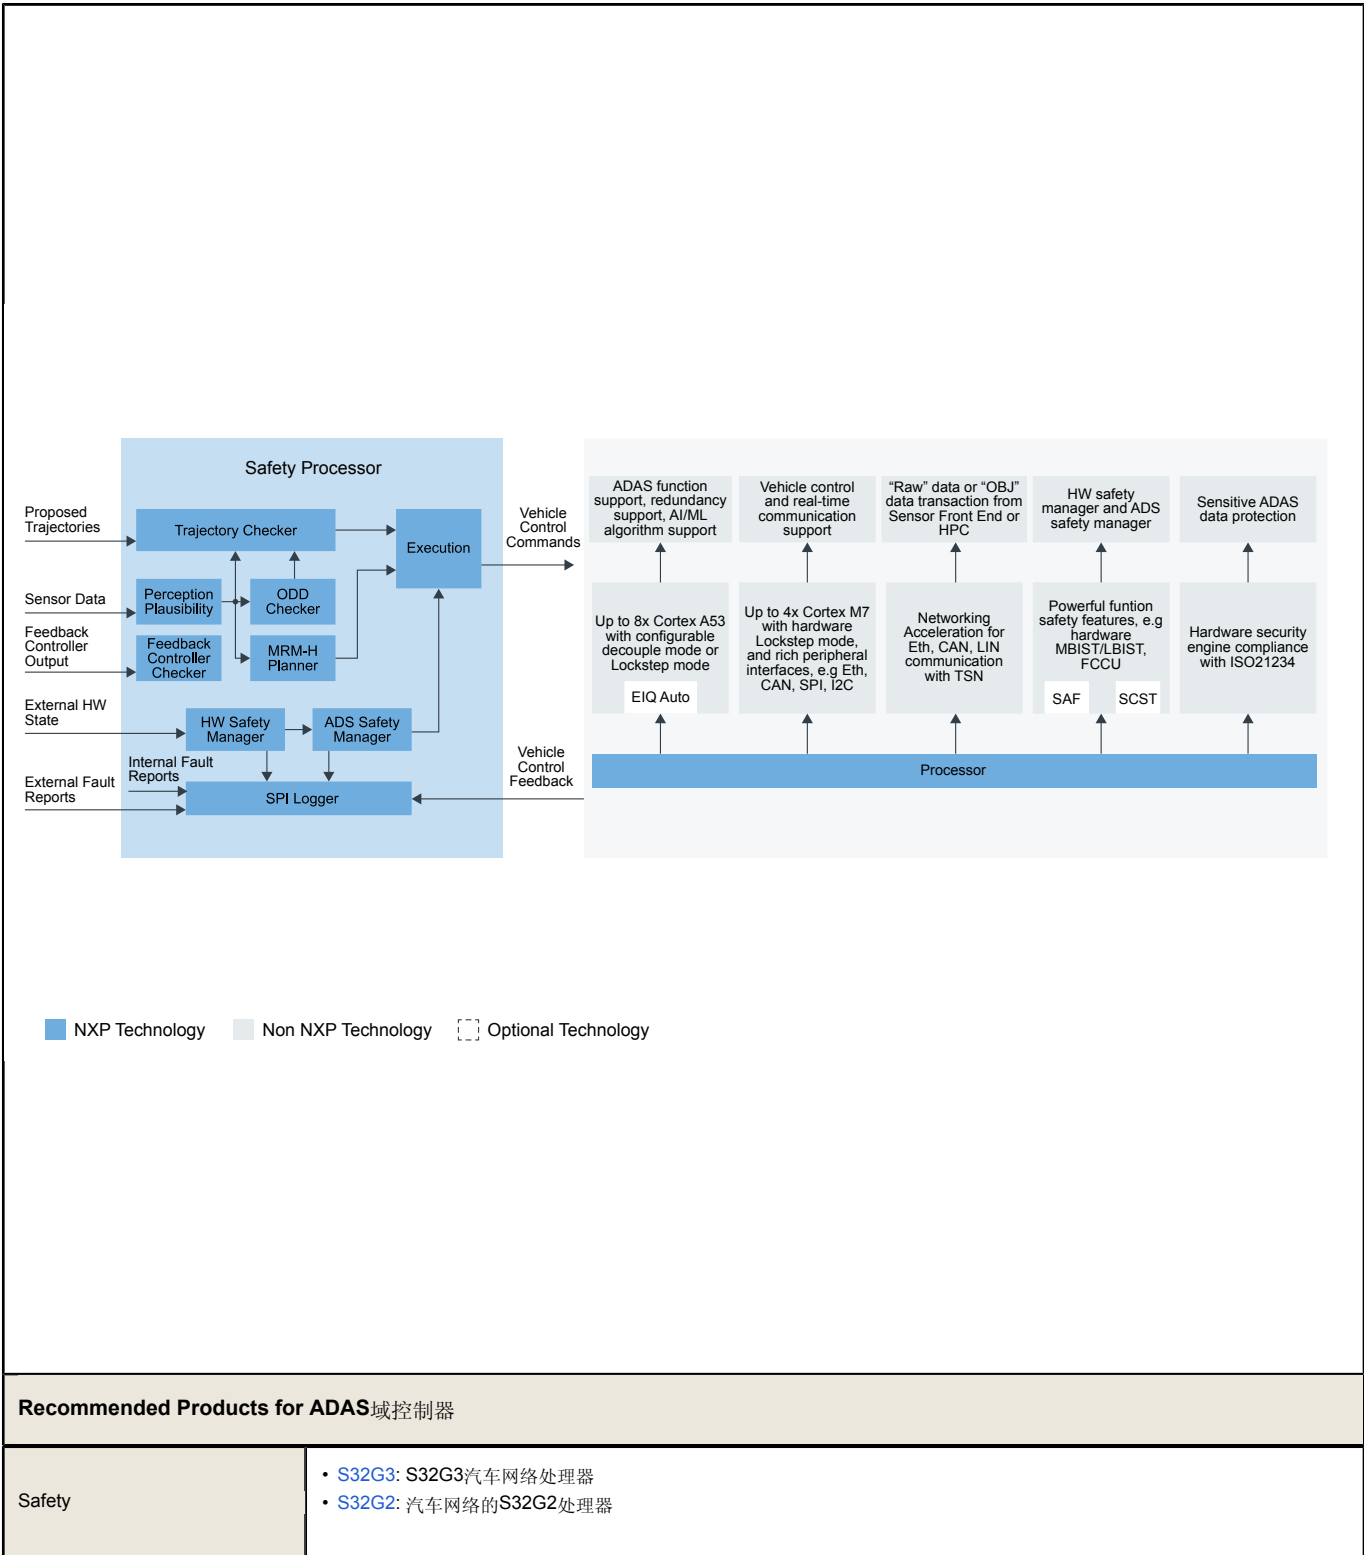 Safety Processor
Proposed
Trajectories
Trajectory Checker
Execution
Vehicle
Control
Commands
Sensor Data
Perception
Plausibility
ODD
Checker
Feedback
Controller
Output
Feedback
Controller
Checker
MRM-H
Planner
External HW
State
HW Safety
Manager
ADS Safety
Manager
Internal Fault
Reports
External Fault
Reports
SPI Logger
Vehicle
Control
Feedback
ADAS function
support, redundancy
support, AI/ML
algorithm support
Vehicle control
and real-time
communication
support
“Raw” data or “OBJ”
data transaction from
Sensor Front End or
HPC
HW safety
manager and ADS
safety manager
Sensitive ADAS
data protection
Up to 8x Cortex A53
with configurable
decouple mode or
Lockstep mode
EIQ Auto
Up to 4x Cortex M7
with hardware
Lockstep mode,
and rich peripheral
interfaces, e.g Eth,
CAN, SPI, I2C
Networking
Acceleration for
Eth, CAN, LIN
communication
with TSN
Powerful funtion
safety features, e.g
hardware
MBIST/LBIST,
FCCU
SAF
SCST
Hardware security
engine compliance
with ISO21234
Processor
NXP Technology
Non NXP Technology
Optional Technology
Recommended Products for ADAS域控制器
Safety
• S32G3: S32G3汽车网络处理器
• S32G2: 汽车网络的S32G2处理器